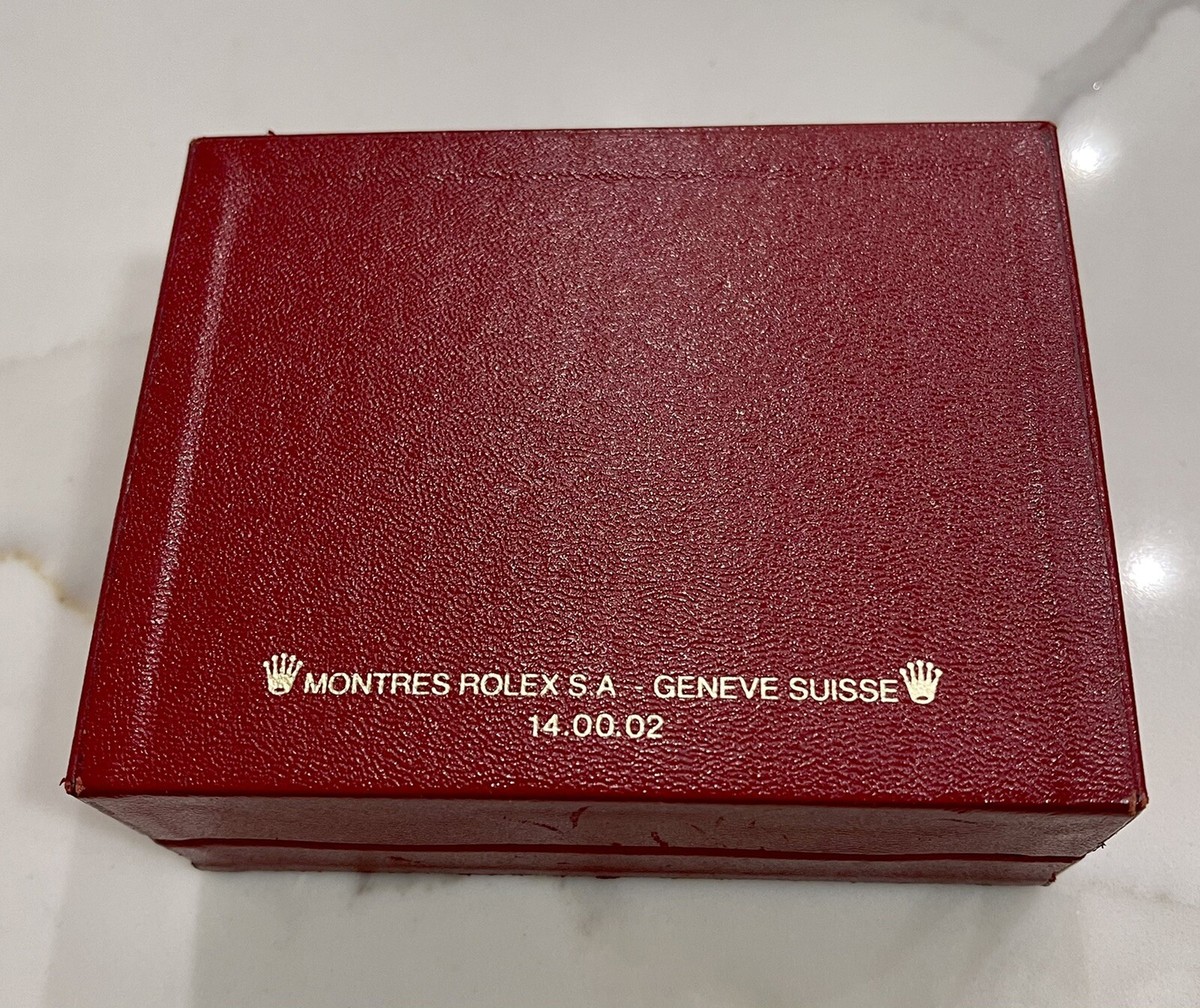 MONTRES ROLEX S.A - GENEVE SUISSE
14.00.02